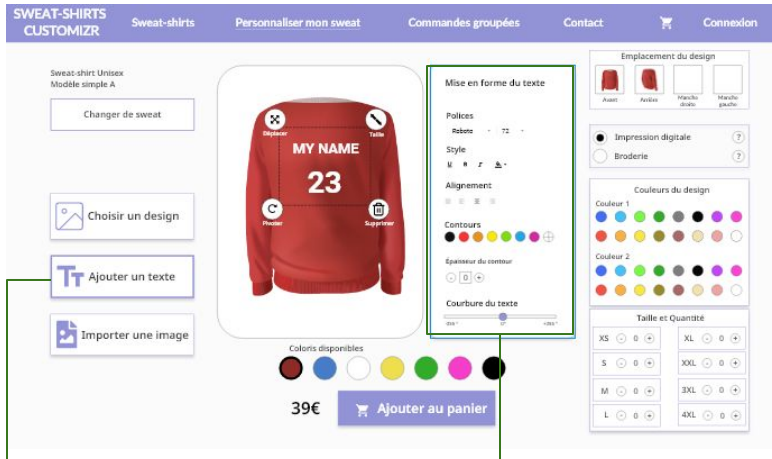 SWEAT-SHIRTS
CUSTOMIZR
Sweat-shirts
Personnaliser mon sweat
Commandes groupées
Contact
Connexion
Sweat-shirt Unisex
Modèle simple A
Changer de sweat
Choisir un design
Ajouter un texte
Importer une image
Déplacer
Taille
MY NAME
23
Pivoter
Supprimer
Coloris disponibles
39€
Ajouter au panier
Mise en forme du texte
Polices
Roboto - 72 -
Style
U B I
Alignement
Contours
Épaisseur du contour
- 0 +
Courbure du texte
0°
Emplacement du design
Avant
Arrière
Manche droite
Manche gauche
Impression digitale ?
Broderie ?
Couleurs du design
Couleur 1
Couleur 2
Taille et Quantité
XS - 0 + XL - 0 +
S - 0 + XXL - 0 +
M - 0 + 3XL - 0 +
L - 0 + 4XL - 0 +